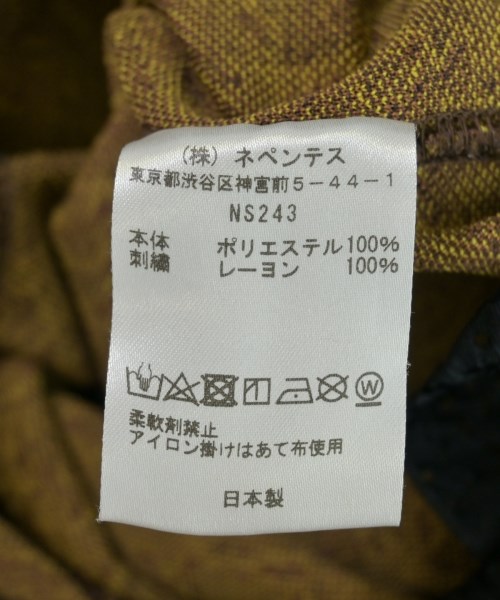 （株）ネペンテス
東京都渋谷区神宮前5-44-1
NS243
本体 ポリエステル100%
刺繍 レーヨン 100%
W
柔軟剤禁止
アイロン掛けはあて布使用
日本製